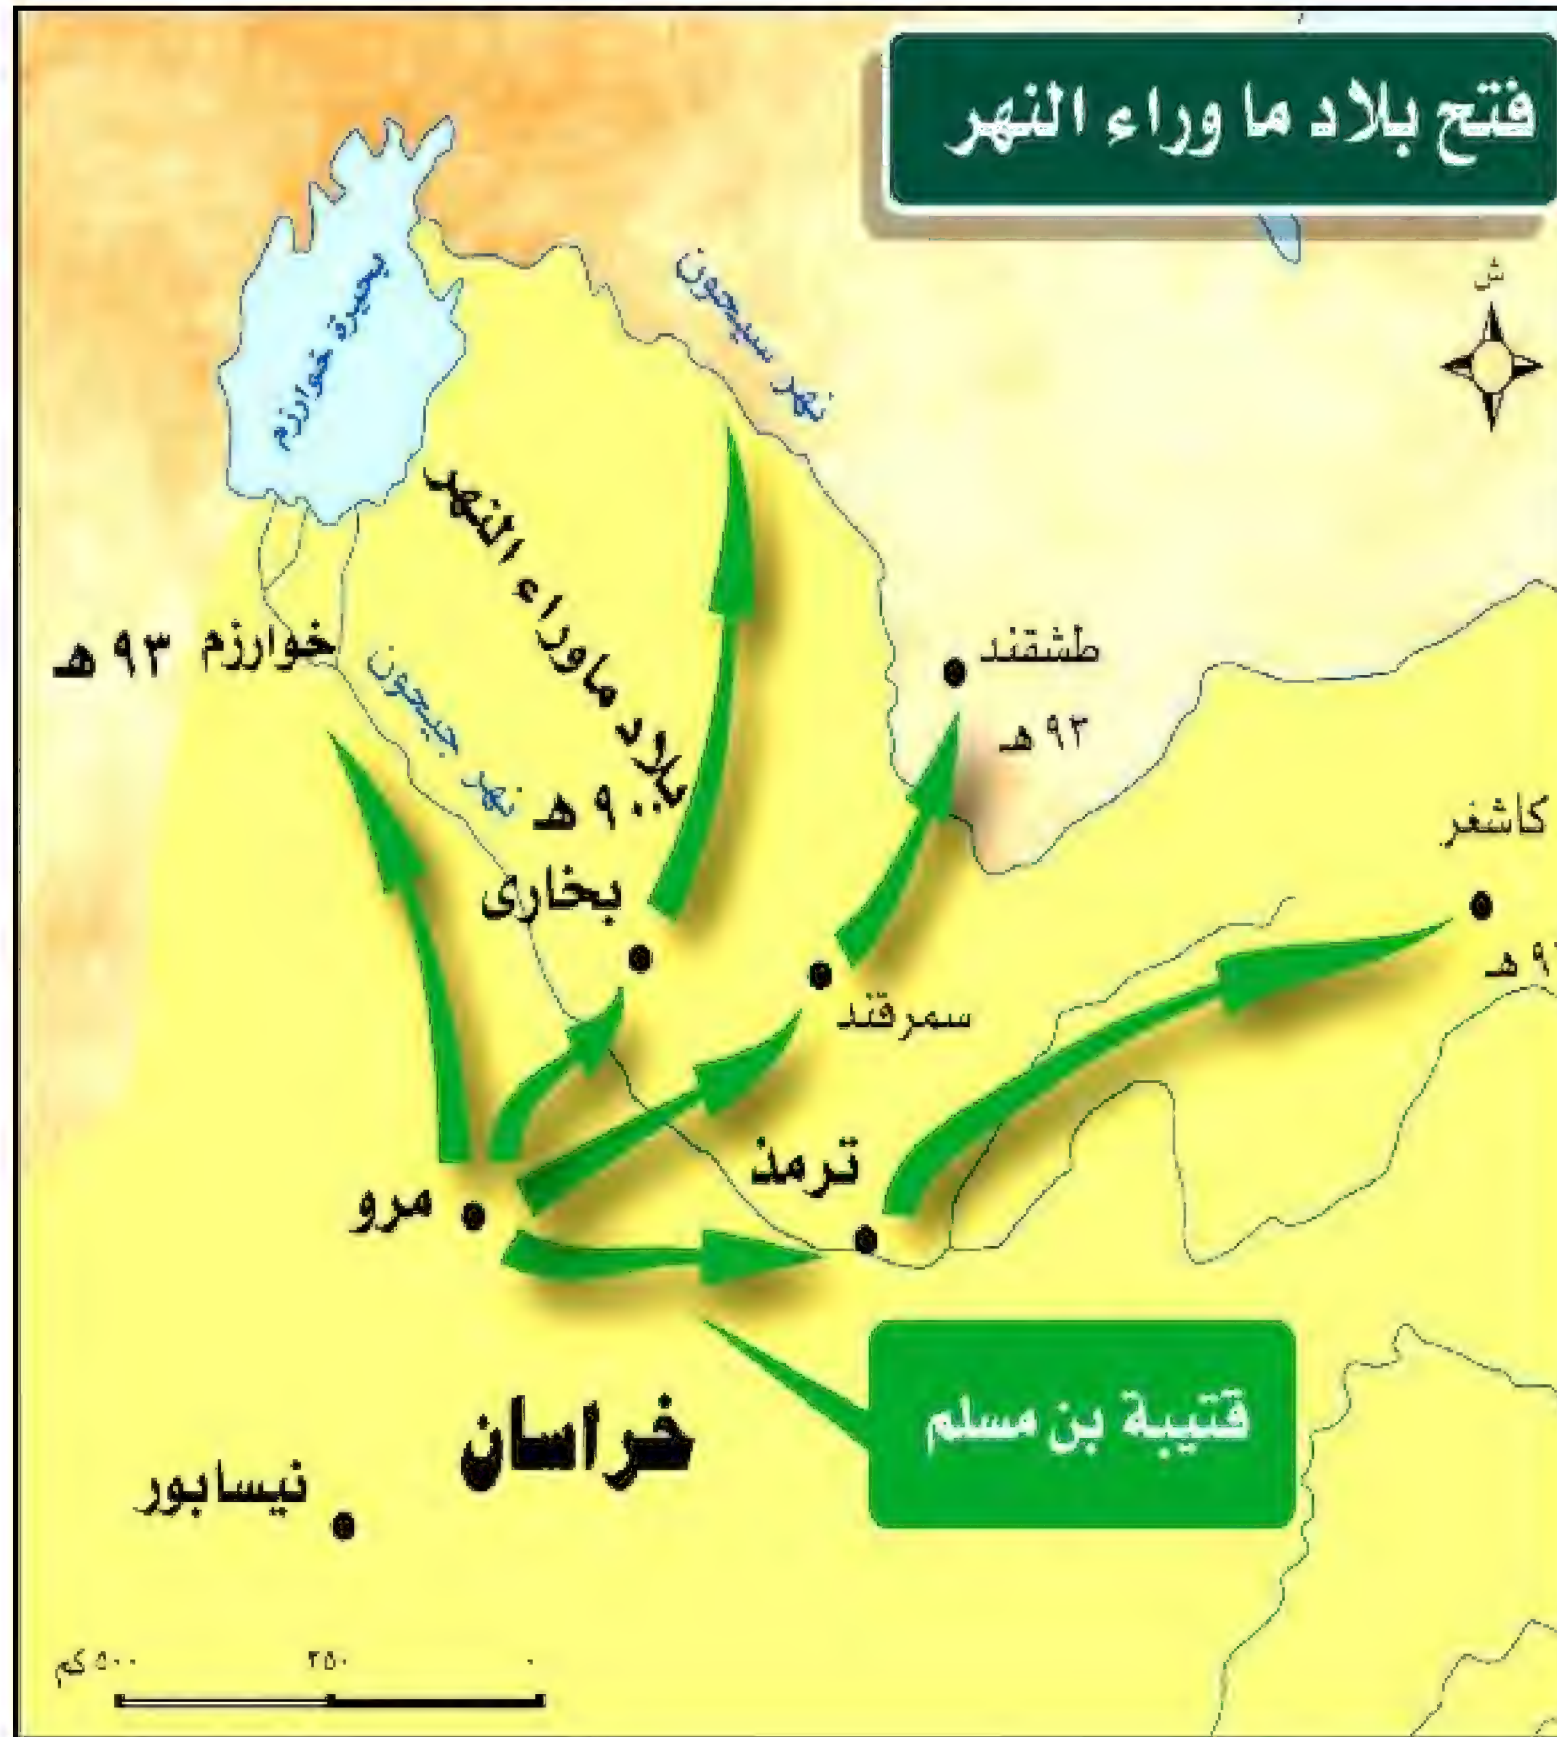 فتح بلاد ما وراء النهر
ش
بحيرة خوارزم
نهر سيحون
بلاد ماوراء النهر
طشقند
٩٣ هـ
خوارزم ٩٣ هـ
نهر جيحون
٩٠ هـ
كاشغر
بخارى
هـ
سمرقند
ترمذ
مرو
قتيبة بن مسلم
خراسان
نيسابور
٠ ٢٥٠ ٥٠٠ كم